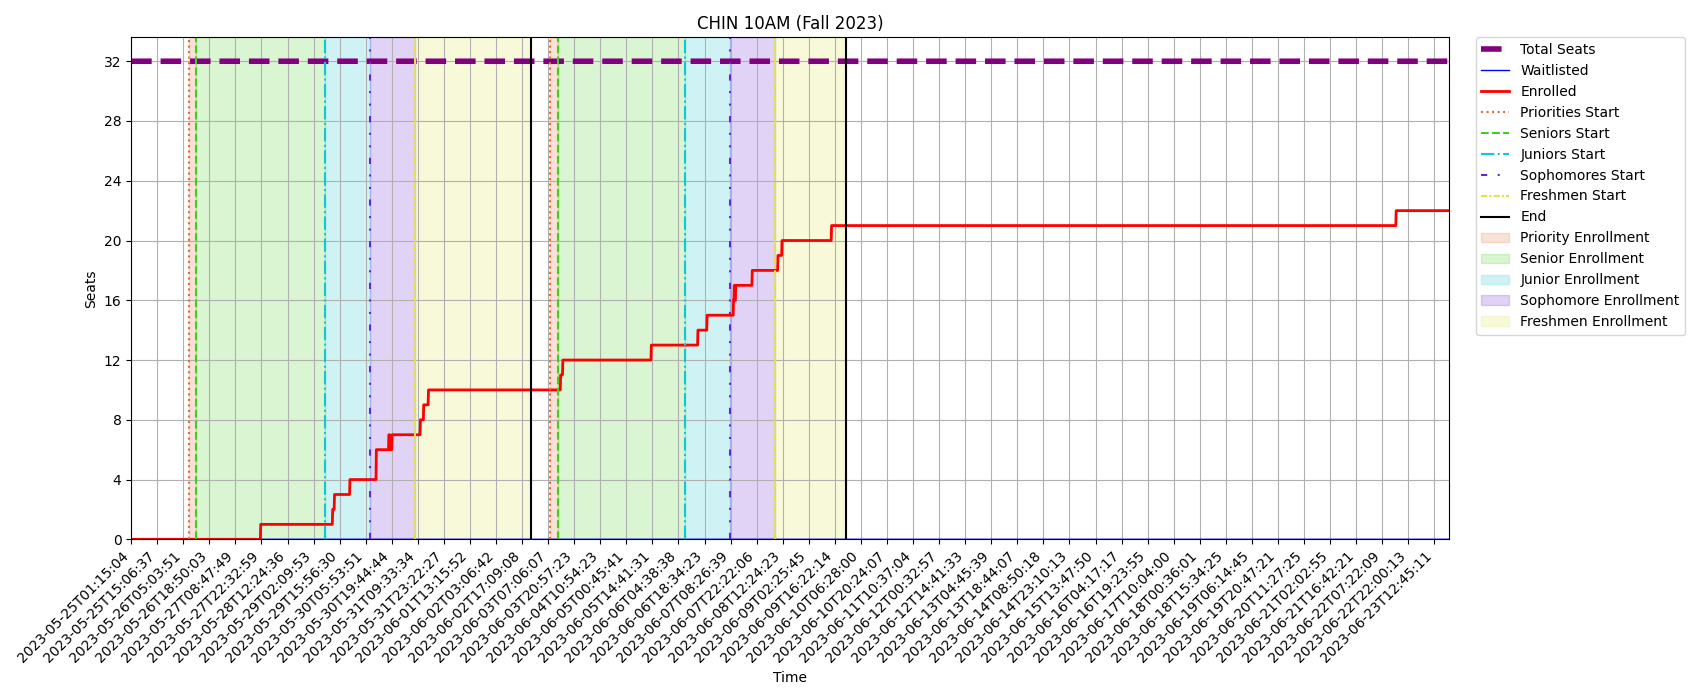 CHIN 10AM (Fall 2023)
Seats
32
28
24
20
16
12
8
4
0
2023-05-25T01:15:04
2023-05-25T15:06:37
2023-05-26T05:03:51
2023-05-26T18:50:03
2023-05-27T08:47:49
2023-05-27T22:32:59
2023-05-28T12:24:36
2023-05-29T02:09:53
2023-05-29T15:56:30
2023-05-30T05:53:51
2023-05-30T19:44:44
2023-05-31T09:33:34
2023-05-31T23:22:27
2023-06-01T13:15:52
2023-06-02T03:06:42
2023-06-02T17:09:08
2023-06-03T07:06:07
2023-06-03T20:57:23
2023-06-04T10:54:23
2023-06-05T00:45:41
2023-06-05T14:41:31
2023-06-06T04:38:38
2023-06-06T18:34:23
2023-06-07T08:26:39
2023-06-07T22:22:06
2023-06-08T12:24:23
2023-06-09T02:25:45
2023-06-09T16:22:14
2023-06-10T06:28:00
2023-06-10T20:24:07
2023-06-11T10:37:04
2023-06-12T00:32:57
2023-06-12T14:41:33
2023-06-13T04:45:39
2023-06-13T18:44:07
2023-06-14T08:50:18
2023-06-14T23:10:13
2023-06-15T13:47:50
2023-06-16T04:17:17
2023-06-16T19:23:55
2023-06-17T10:04:00
2023-06-18T00:36:01
2023-06-18T15:34:25
2023-06-19T06:14:45
2023-06-19T20:47:21
2023-06-20T11:27:25
2023-06-21T02:02:55
2023-06-21T16:42:21
2023-06-22T07:22:09
2023-06-22T22:00:13
2023-06-23T12:45:11
Time
Total Seats
Waitlisted
Enrolled
Priorities Start
Seniors Start
Juniors Start
Sophomores Start
Freshmen Start
End
Priority Enrollment
Senior Enrollment
Junior Enrollment
Sophomore Enrollment
Freshmen Enrollment